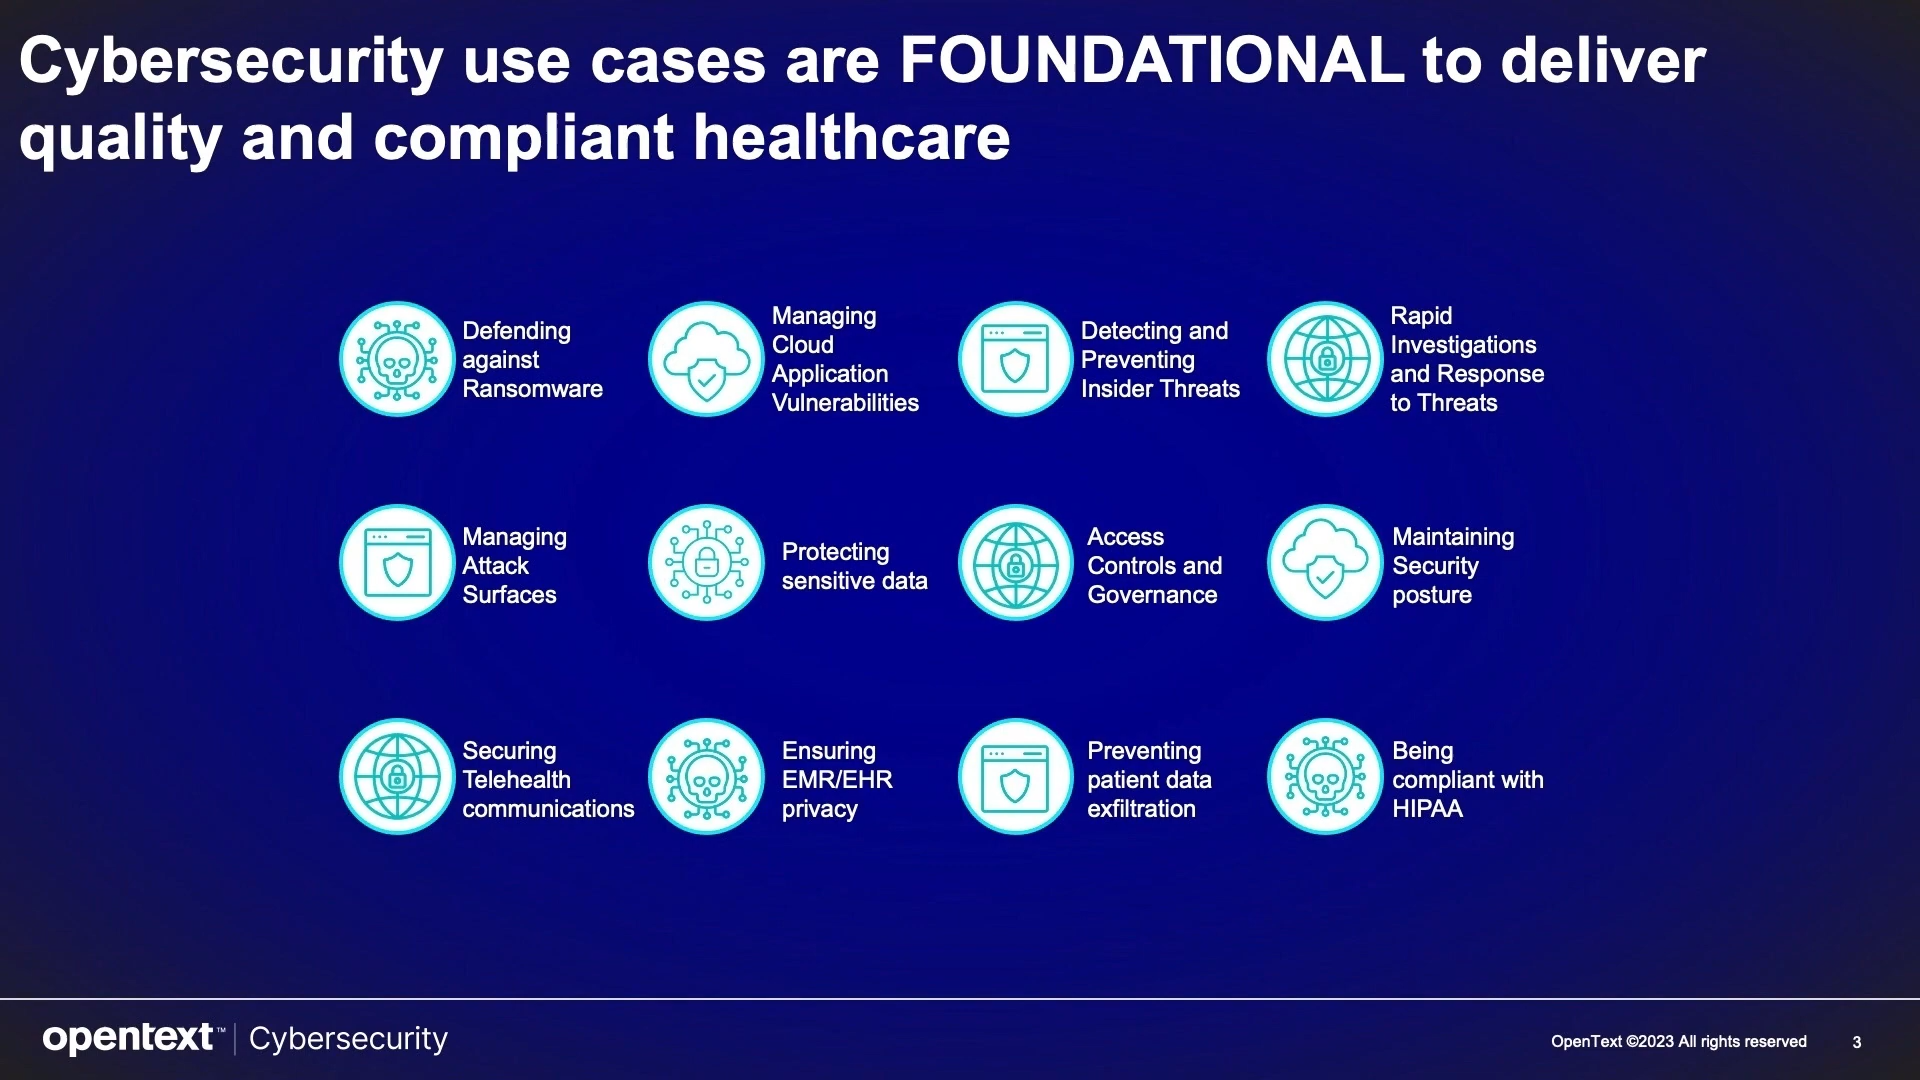 Cybersecurity use cases are FOUNDATIONAL to deliver
quality and compliant healthcare
Defending
against
Ransomware
Managing
Cloud
Application
Vulnerabilities
Detecting and
Preventing
Insider Threats
Rapid
Investigations
and Response
to Threats
Managing
Attack
Surfaces
Protecting
sensitive data
Access
Controls and
Governance
Maintaining
Security
posture
Securing
Telehealth
communications
Ensuring
EMR/EHR
privacy
Preventing
patient data
exfiltration
Being
compliant with
HIPAA
opentext™ | Cybersecurity
OpenText ©2023 All rights reserved 3